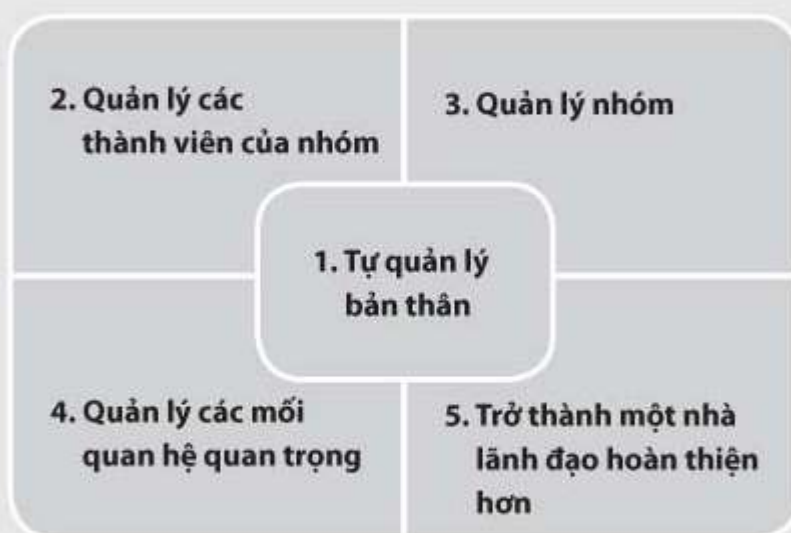 2. Quản lý các
thành viên của nhóm
3. Quản lý nhóm
1. Tự quản lý
bản thân
4. Quản lý các mối
quan hệ quan trọng
5. Trở thành một nhà
lãnh đạo hoàn thiện
hơn